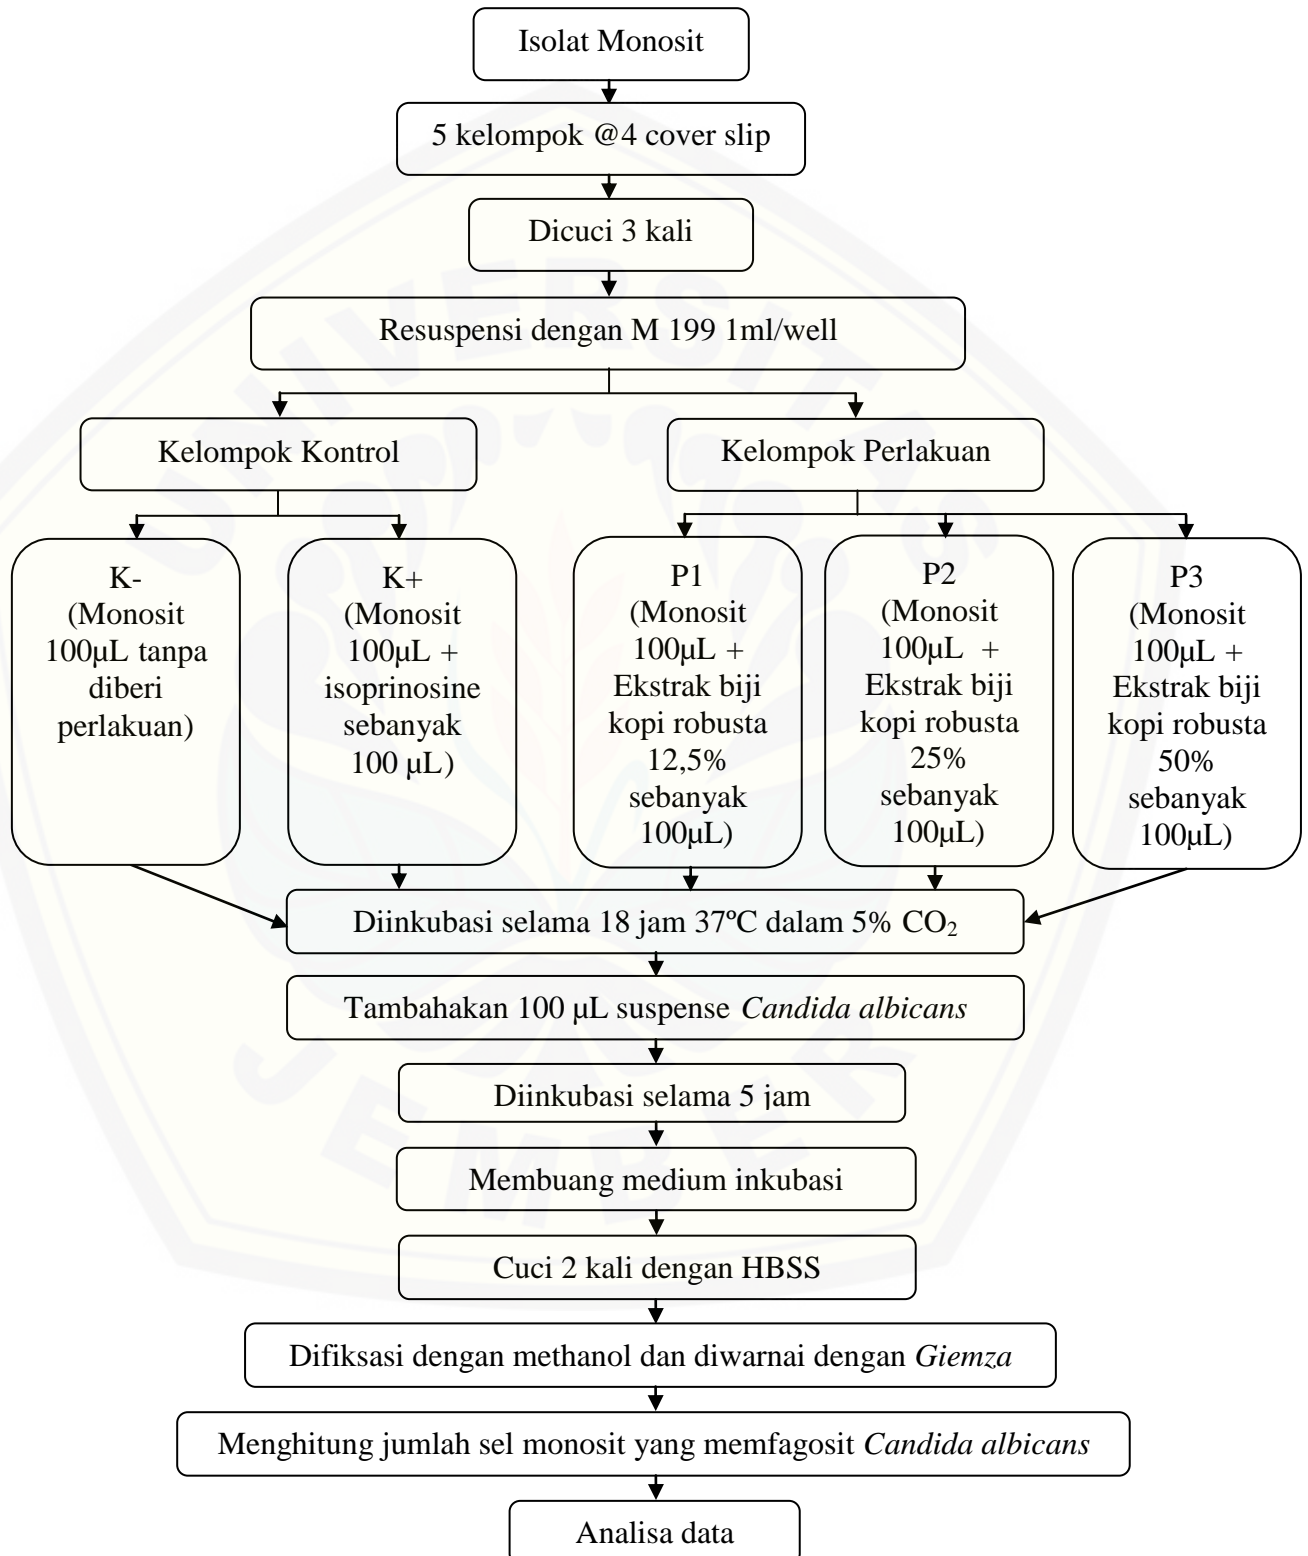 Isolat Monosit
5 kelompok @4 cover slip
Dicuci 3 kali
Resuspensi dengan M 199 1ml/well
Kelompok Kontrol
Kelompok Perlakuan
K-
(Monosit
100µL tanpa
diberi
perlakuan)
K+
(Monosit
100µL +
isoprinosine
sebanyak
100 µL)
P1
(Monosit
100µL +
Ekstrak biji
kopi robusta
12,5%
sebanyak
100µL)
P2
(Monosit
100µL +
Ekstrak biji
kopi robusta
25%
sebanyak
100µL)
P3
(Monosit
100µL +
Ekstrak biji
kopi robusta
50%
sebanyak
100µL)
Diinkubasi selama 18 jam 37ºC dalam 5% CO₂
Tambahakan 100 µL suspense Candida albicans
Diinkubasi selama 5 jam
Membuang medium inkubasi
Cuci 2 kali dengan HBSS
Difiksasi dengan methanol dan diwarnai dengan Giemza
Menghitung jumlah sel monosit yang memfagosit Candida albicans
Analisa data
UNIVERSITAS
JEMBER